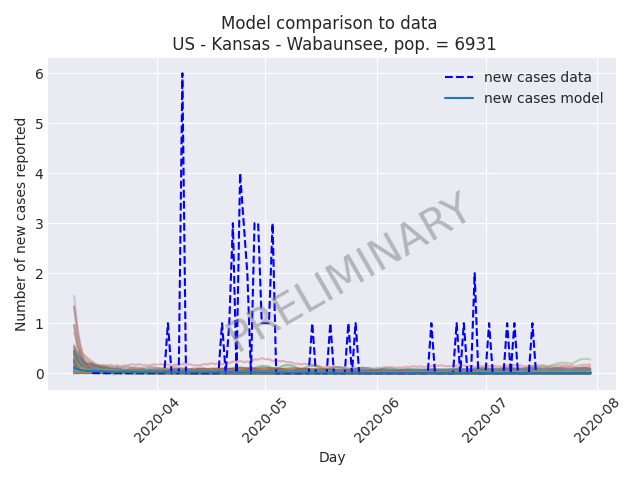 Model comparison to data
US - Kansas - Wabaunsee, pop. = 6931
new cases data
new cases model
Number of new cases reported
6
5
4
3
2
1
0
PRELIMINARY
2020-04
2020-05
2020-06
2020-07
2020-08
Day